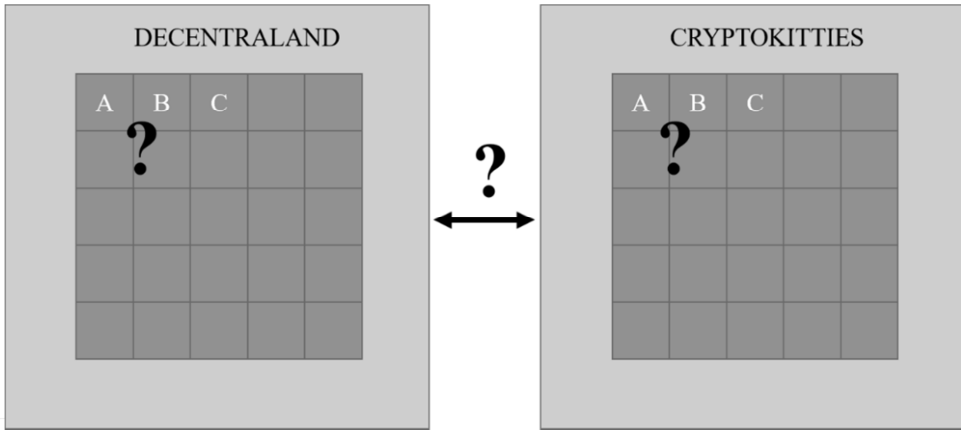 DECENTRALAND
A B C
?
?
CRYPTOKITTIES
A B C
?